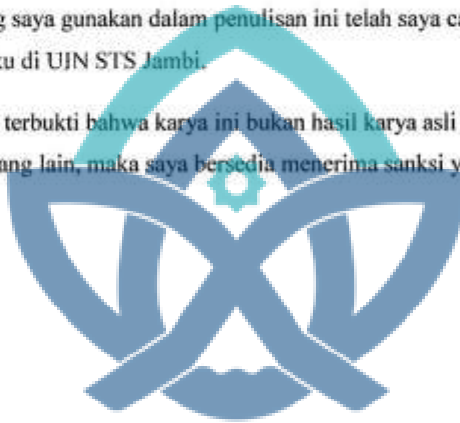 g saya gunakan dalam penulisan ini telah saya ca
ku di UIN STS Jambi.
terbukti bahwa karya ini bukan hasil karya asli
ang lain, maka saya bersedia menerima sanksi y